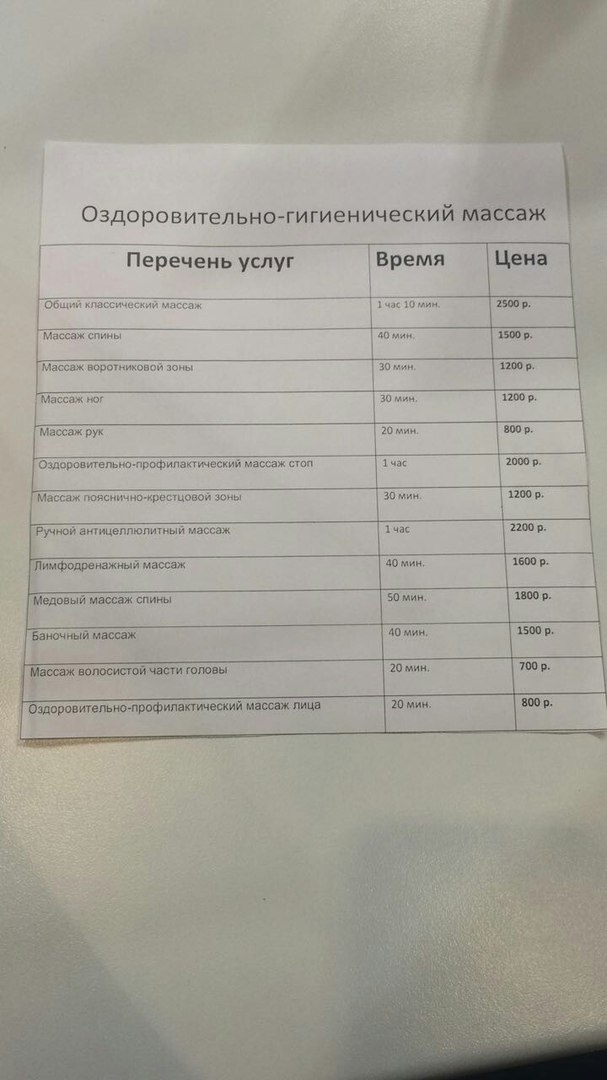 Оздоровительно-гигиенический массаж
Перечень услуг Время Цена
Общий классический массаж 1 час 10 мин. 2500 р.
Массаж спины 40 мин. 1500 р.
Массаж воротниковой зоны 30 мин. 1200 р.
Массаж ног 30 мин. 1200 р.
Массаж рук 20 мин. 800 р.
Оздоровительно-профилактический массаж стоп 1 час 2000 р.
Массаж пояснично-крестцовой зоны 30 мин. 1200 р.
Ручной антицеллюлитный массаж 1 час 2200 р.
Лимфодренажный массаж 40 мин. 1600 р.
Медовый массаж спины 50 мин. 1800 р.
Баночный массаж 40 мин. 1500 р.
Массаж волосистой части головы 20 мин. 700 р.
Оздоровительно-профилактический массаж лица 20 мин. 800 р.